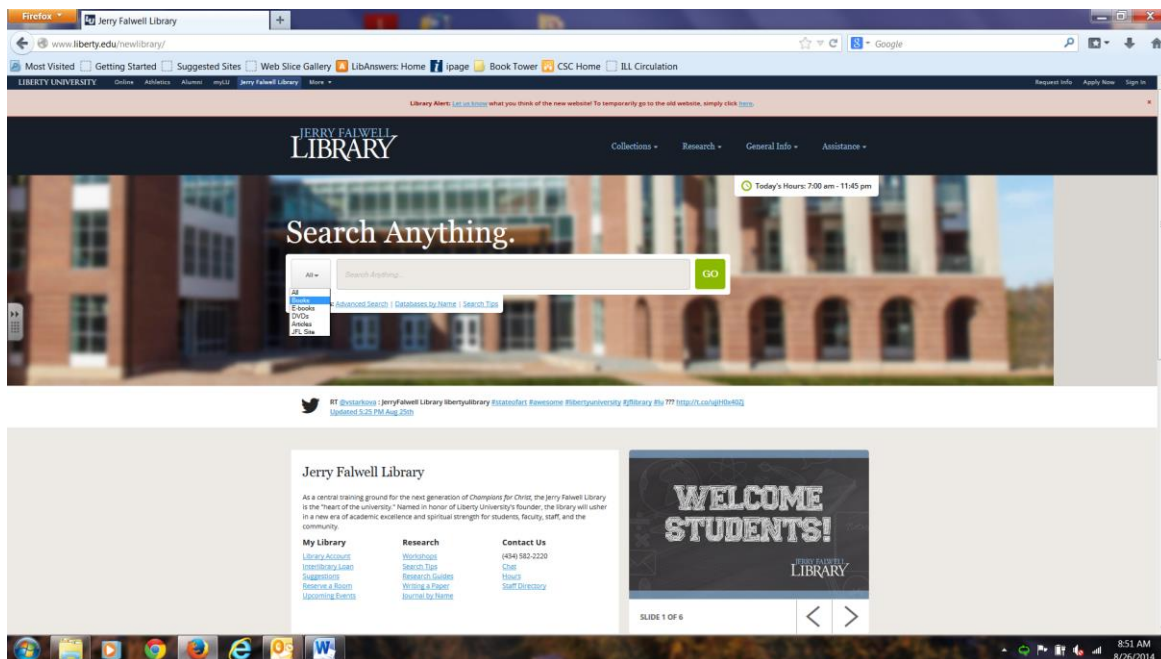 Firefox
Jerry Falwell Library
www.liberty.edu/newlibrary/
Google
Most Visited Getting Started Suggested Sites Web Slice Gallery LibAnswers: Home ipage Book Tower CSC Home ILL Circulation
LIBERTY UNIVERSITY Online Athletics Alumni myLU Jerry Falwell Library More Request Info Apply Now Sign In
Library Alert: Let us know what you think of the new website! To temporarily go to the old website, simply click here.
JERRY FALWELL
LIBRARY
Collections Research General Info Assistance
Today's Hours: 7:00 am - 11:45 pm
Search Anything.
All Search Anything... GO
All
Books
E-books
DVDs
Articles
JFL Site
Advanced Search | Databases by Name | Search Tips
RT @vstarkova : JerryFalwell Library libertyulibrary #stateofart #awesome #libertyuniversity #jflibrary #lu ???
Updated 5:25 PM Aug 25th
Jerry Falwell Library
As a central training ground for the next generation of Champions for Christ, the Jerry Falwell Library
is the "heart of the university." Named in honor of Liberty University's founder, the library will usher
in a new era of academic excellence and spiritual strength for students, faculty, staff, and the
community.
My Library
Library Account
Interlibrary Loan
Suggestions
Reserve a Room
Upcoming Events
Research
Workshops
Search Tips
Research Guides
Writing a Paper
Journal by Name
Contact Us
(434) 582-2220
Chat
Hours
Staff Directory
WELCOME
STUDENTS!
JERRY FALWELL
LIBRARY
SLIDE 1 OF 6
8:51 AM
8/26/2014